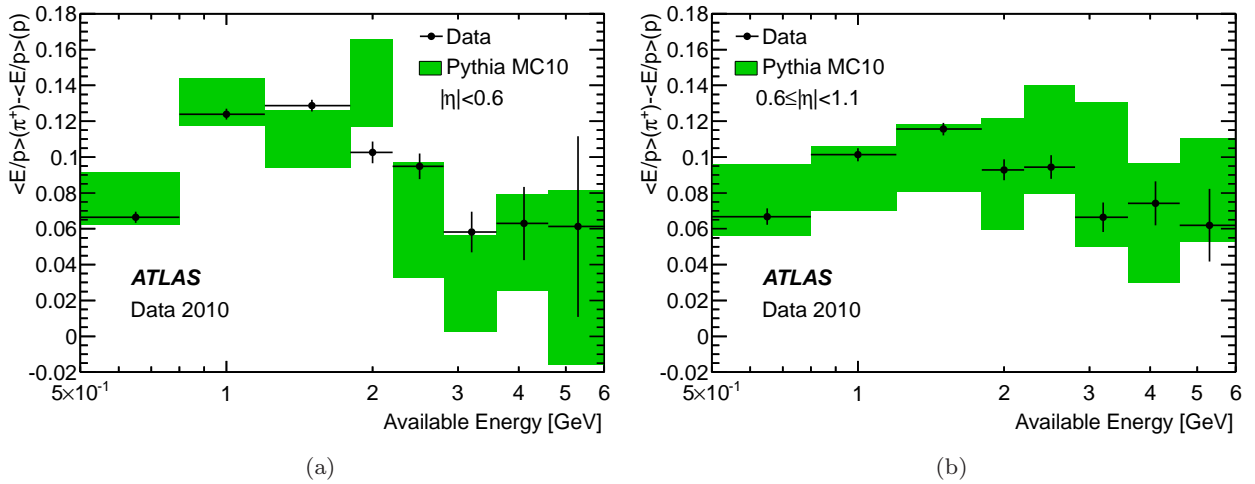 <E/p>(π⁺)-<E/p>(p)
0.18
0.16
0.14
0.12
0.1
0.08
0.06
0.04
0.02
0
-0.02
Data
Pythia MC10
|η|<0.6
ATLAS
Data 2010
5×10⁻¹ 1 2 3 4 5 6
Available Energy [GeV]
(a)
<E/p>(π⁺)-<E/p>(p)
0.18
0.16
0.14
0.12
0.1
0.08
0.06
0.04
0.02
0
-0.02
Data
Pythia MC10
0.6≤|η|<1.1
ATLAS
Data 2010
5×10⁻¹ 1 2 3 4 5 6
Available Energy [GeV]
(b)